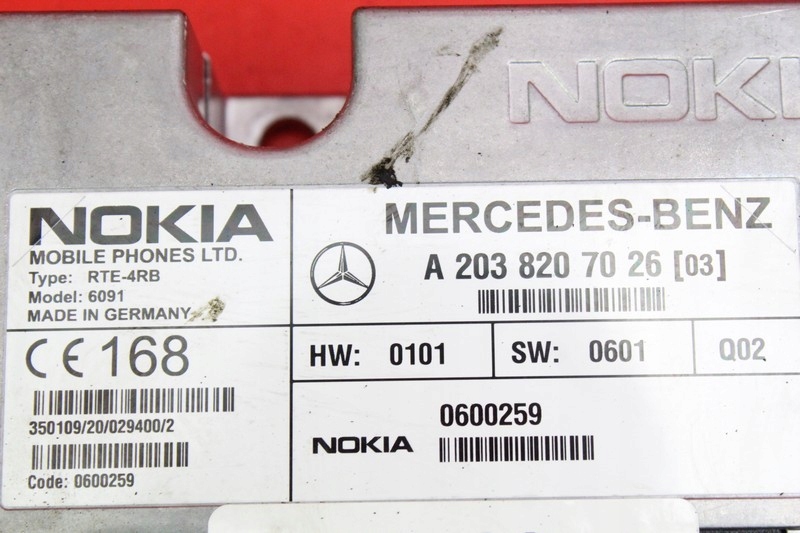 NOKI
NOKIA
MOBILE PHONES LTD.
Type: RTE-4RB
Model: 6091
MADE IN GERMANY
CE 168
350109/20/029400/2
Code: 0600259
MERCEDES-BENZ
A 203 820 70 26 [03]
HW: 0101
SW: 0601
Q02
NOKIA
0600259